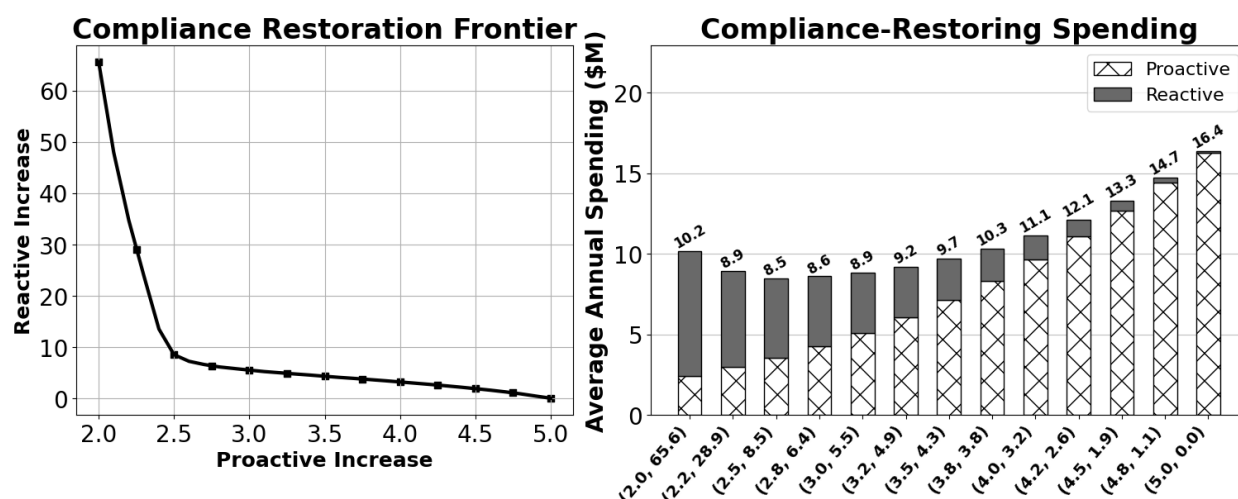 Compliance Restoration Frontier
Reactive Increase
60
50
40
30
20
10
0
2.0 2.5 3.0 3.5 4.0 4.5 5.0
Proactive Increase
Compliance-Restoring Spending
Average Annual Spending ($M)
20
15
10
5
0
Proactive
Reactive
10.2 8.9 8.5 8.6 8.9 9.2 9.7 10.3 11.1 12.1 13.3 14.7 16.4
(2.0, 65.6) (2.2, 28.9) (2.5, 8.5) (2.8, 6.4) (3.0, 5.5) (3.2, 4.9) (3.5, 4.3) (3.8, 3.8) (4.0, 3.2) (4.2, 2.6) (4.5, 1.9) (4.8, 1.1) (5.0, 0.0)